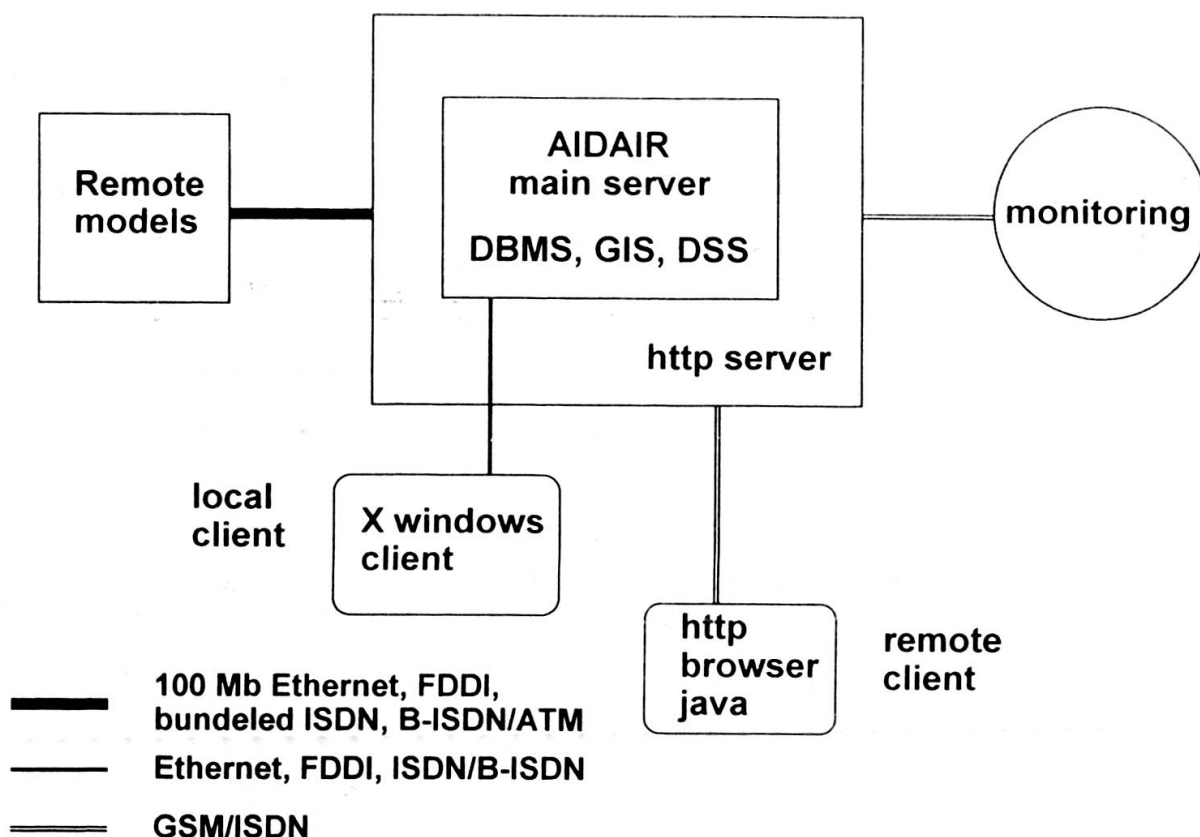 AIDAIR
main server
DBMS, GIS, DSS
http server
Remote
models
monitoring
local
client
X windows
client
http
browser
java
remote
client
100 Mb Ethernet, FDDI,
bundeled ISDN, B-ISDN/ATM
Ethernet, FDDI, ISDN/B-ISDN
GSM/ISDN